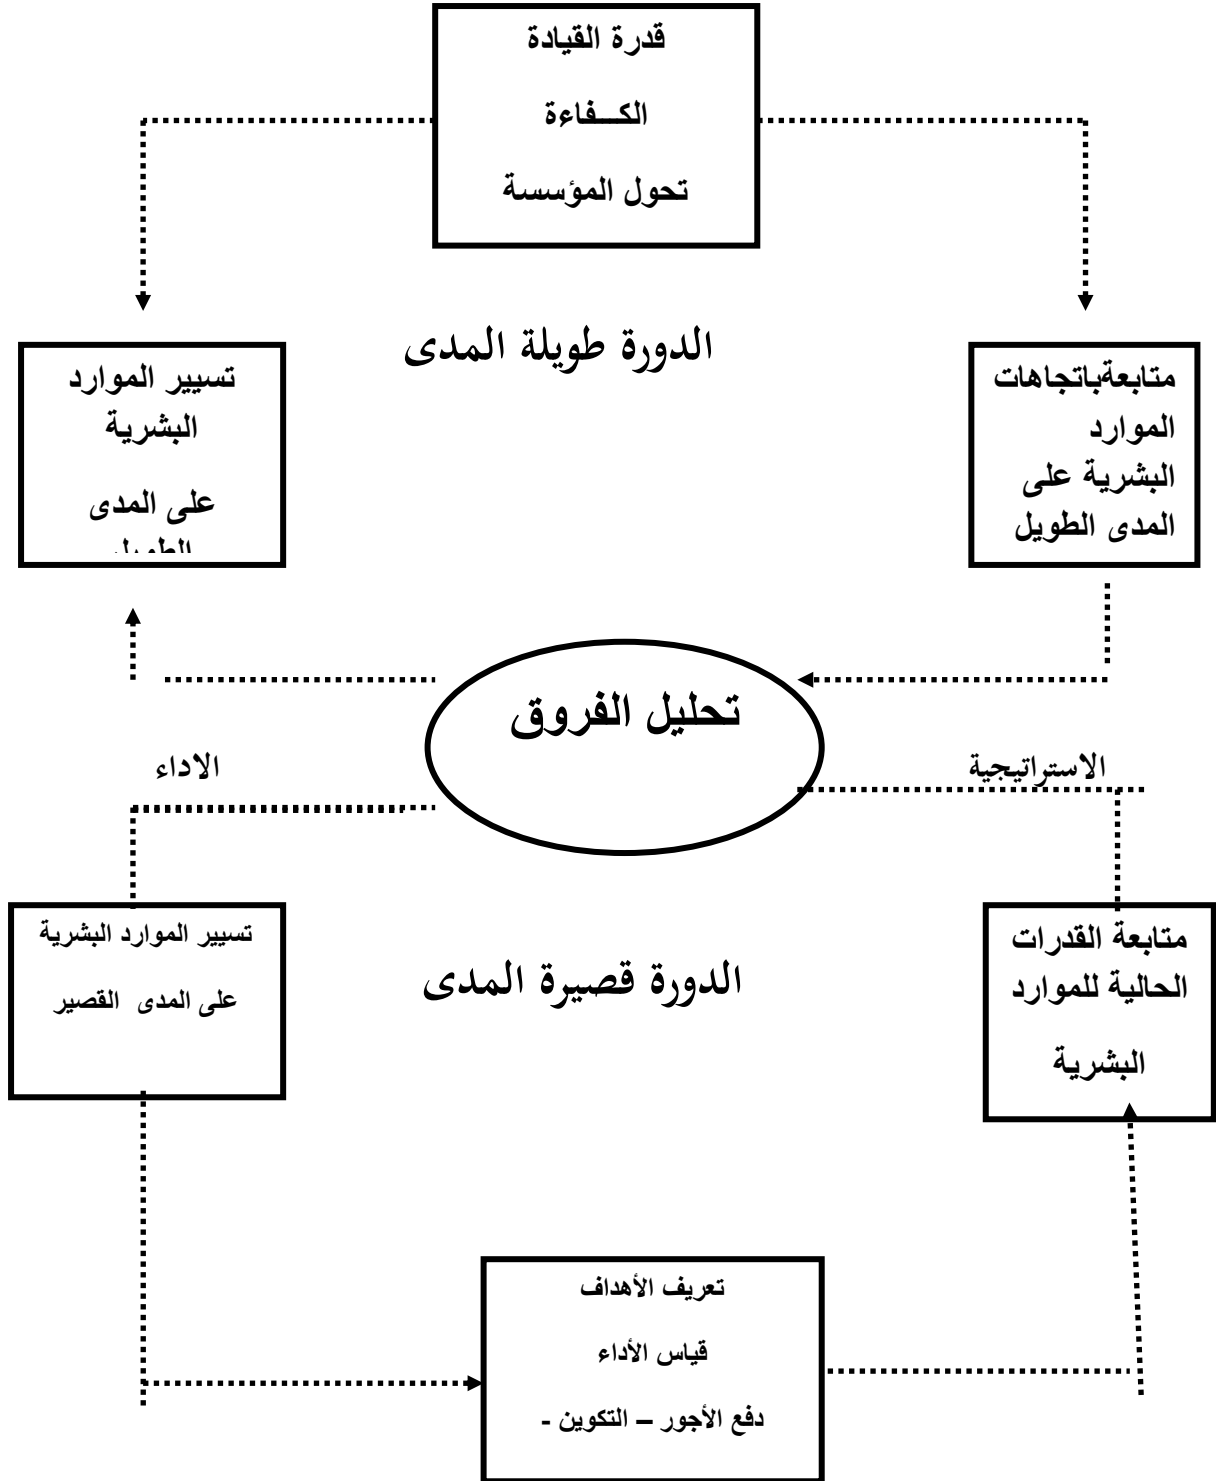 قدرة القيادة
الكـــفاءة
تحول المؤسسة
الدورة طويلة المدى
متابعةباتجاهات
الموارد
البشرية على
المدى الطويل
تسيير الموارد
البشرية
على المدى
الطويل
تحليل الفروق
الاستراتيجية
الاداء
متابعة القدرات
الحالية للموارد
البشرية
الدورة قصيرة المدى
تسيير الموارد البشرية
على المدى القصير
تعريف الأهداف
قياس الأداء
دفع الأجور – التكوين -